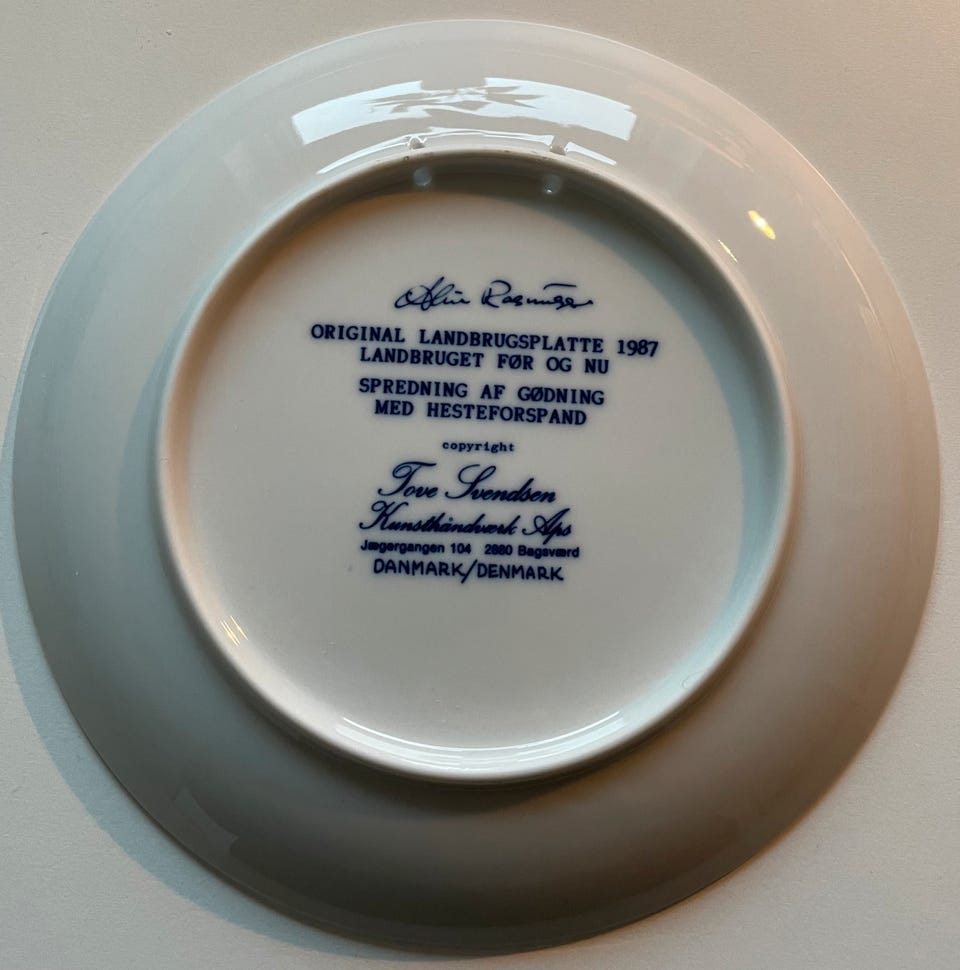 Rasmussen
ORIGINAL LANDBRUGSPLATTE 1987
LANDBRUGET FØR OG NU
SPREDNING AF GØDNING
MED HESTEFORSPAND
copyright
Tove Svendsen
Kunsthåndværk Aps
Jægergangen 104 2880 Bagsværd
DANMARK/DENMARK